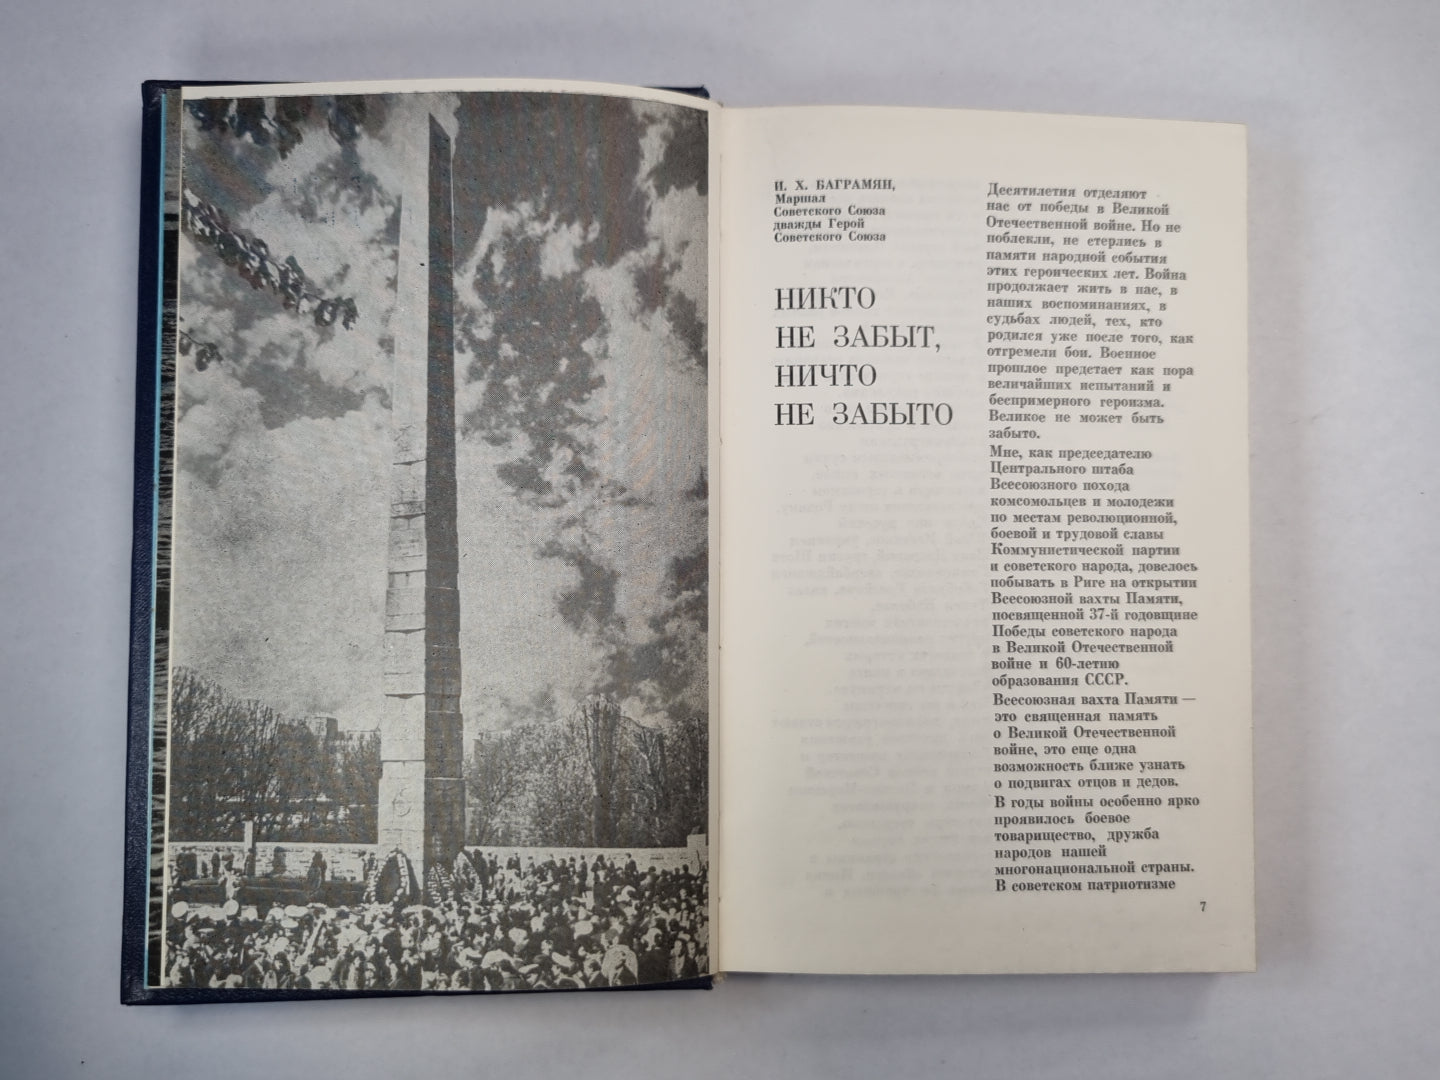 И. Х. БАГРАМЯН,
Маршал
Советского Союза
дважды Герой
Советского Союза
НИКТО
НЕ ЗАБЫТ,
НИЧТО
НЕ ЗАБЫТО
Десятилетия отделяют
нас от победы в Великой
Отечественной войне. Но не
поблекли, не стерлись в
памяти народной события
этих героических лет. Война
продолжает жить в нас, в
наших воспоминаниях, в
судьбах людей, тех, кто
родился уже после того, как
отгремели бои. Военное
прошлое предстает как пора
величайших испытаний и
беспримерного героизма.
Великое не может быть
забыто.
Мне, как председателю
Центрального штаба
Всесоюзного похода
комсомольцев и молодежи
по местам революционной,
боевой и трудовой славы
Коммунистической партии
и советского народа, довелось
побывать в Риге на открытии
Всесоюзной вахты Памяти,
посвященной 37-й годовщине
Победы советского народа
в Великой Отечественной
войне и 60-летию
образования СССР.
Всесоюзная вахта Памяти —
это священная память
о Великой Отечественной
войне, это еще одна
возможность ближе узнать
о подвигах отцов и дедов.
В годы войны особенно ярко
проявилось боевое
товарищество, дружба
народов нашей
многонациональной страны.
В советском патриотизме
7